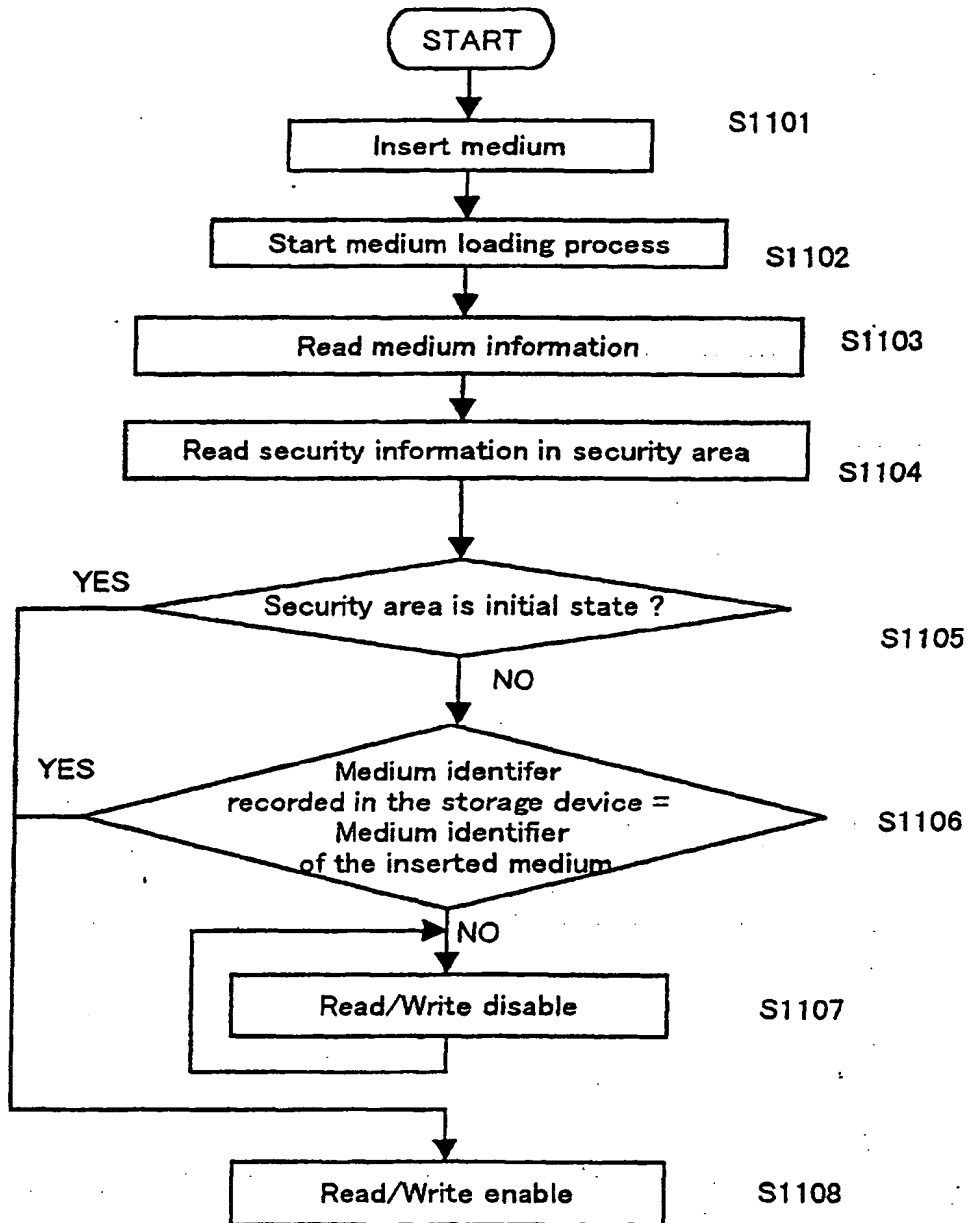 START
S1101
Insert medium
Start medium loading process
S1102
Read medium information
S1103
Read security information in security area
S1104
YES
Security area is initial state ?
S1105
NO
YES
Medium identifer
recorded in the storage device =
Medium identifier
of the inserted medium
S1106
NO
Read/Write disable
S1107
Read/Write enable
S1108